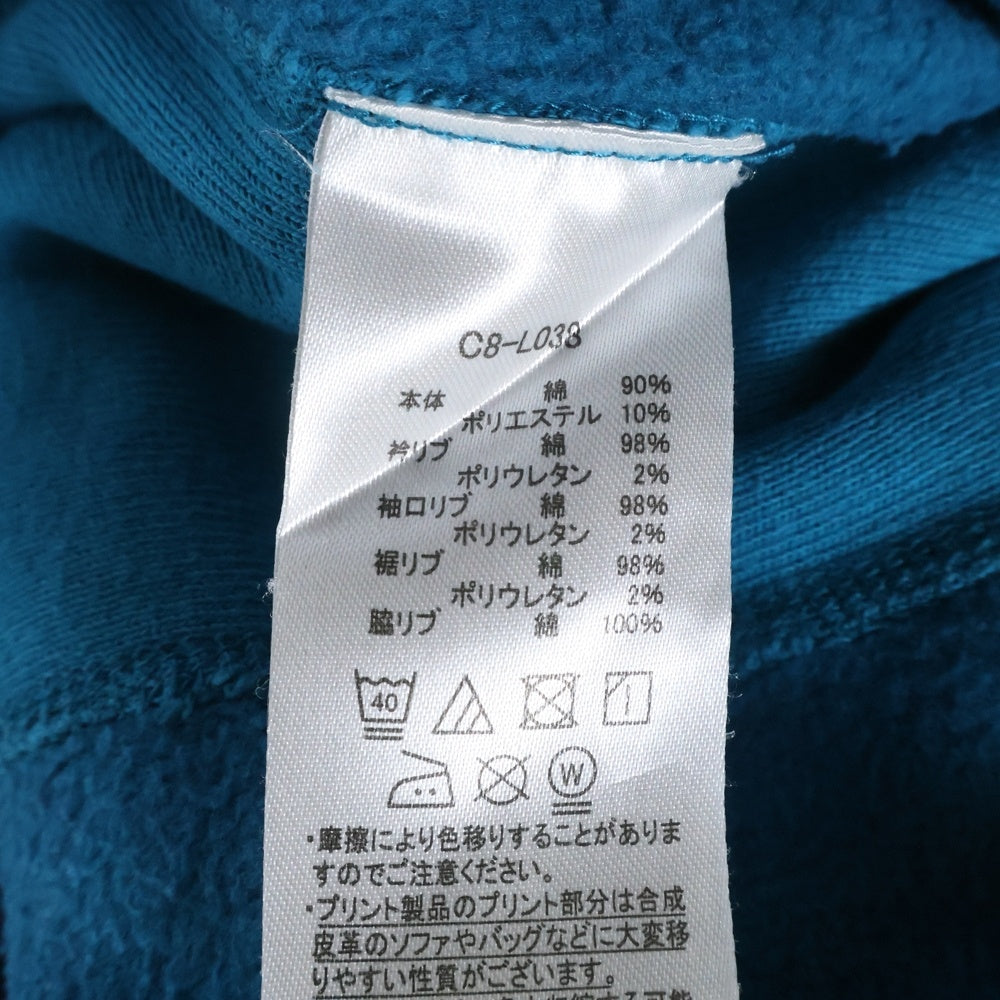 C8-L038
本体 綿 90%
ポリエステル 10%
衿リブ 綿 98%
ポリウレタン 2%
袖口リブ 綿 98%
ポリウレタン 2%
裾リブ 綿 98%
ポリウレタン 2%
脇リブ 綿 100%
40
W
・摩擦により色移りすることがありま
すのでご注意ください。
・プリント製品のプリント部分は合成
皮革のソファやバッグなどに大変移
りやすい性質がございます。